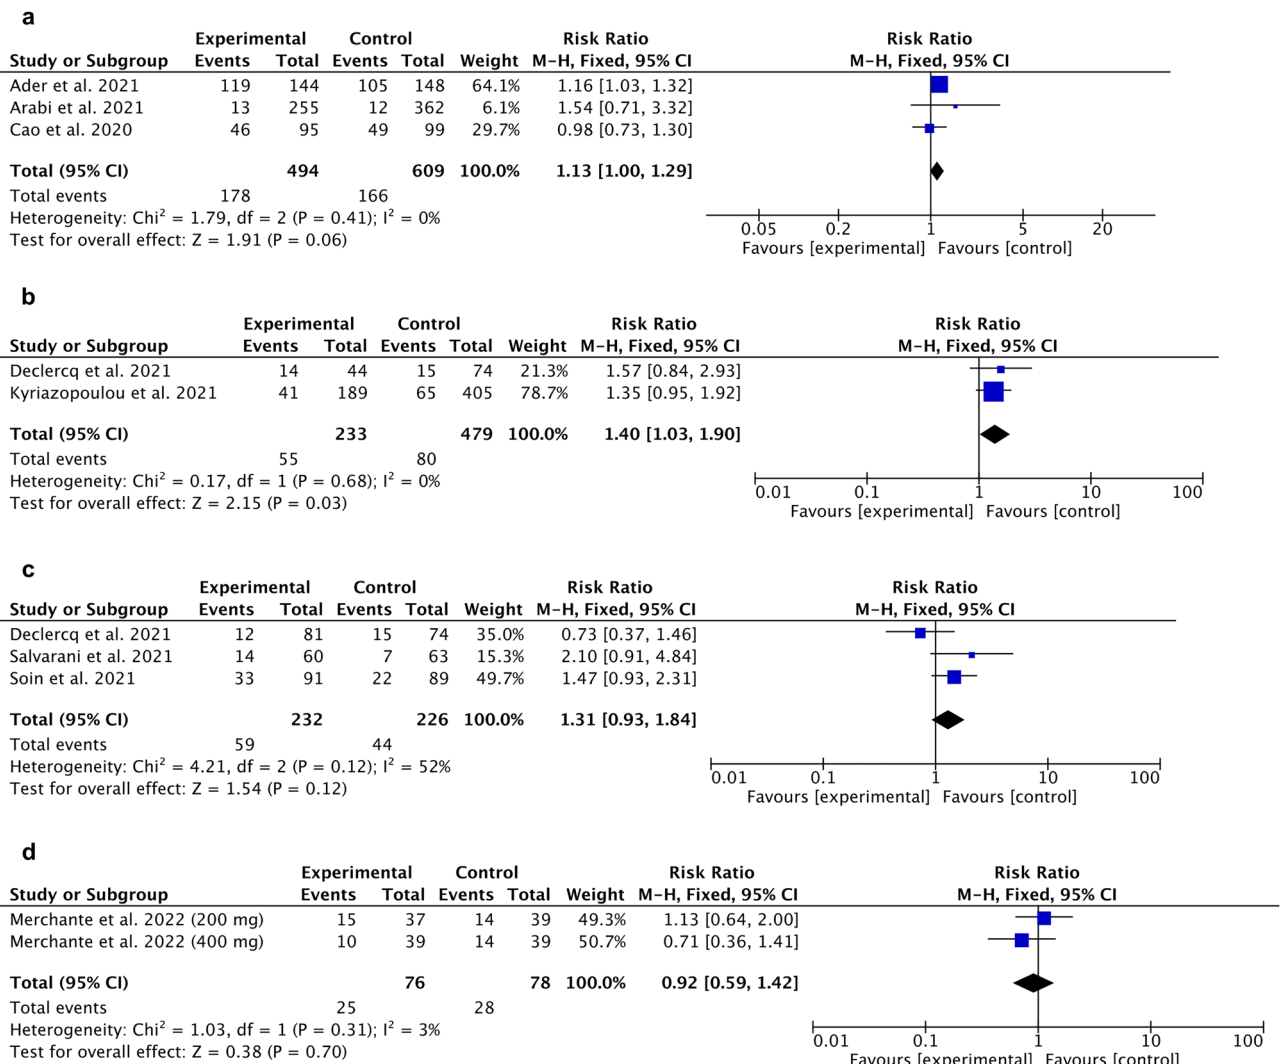 a
Experimental Control Risk Ratio Risk Ratio
Study or Subgroup Events Total Events Total Weight M-H, Fixed, 95% CI M-H, Fixed, 95% CI
Ader et al. 2021 119 144 105 148 64.1% 1.16 [1.03, 1.32]
Arabi et al. 2021 13 255 12 362 6.1% 1.54 [0.71, 3.32]
Cao et al. 2020 46 95 49 99 29.7% 0.98 [0.73, 1.30]
Total (95% CI) 494 609 100.0% 1.13 [1.00, 1.29]
Total events 178 166
Heterogeneity: Chi² = 1.79, df = 2 (P = 0.41); I² = 0%
Test for overall effect: Z = 1.91 (P = 0.06)
0.05 0.2 1 5 20
Favours [experimental] Favours [control]
b
Experimental Control Risk Ratio Risk Ratio
Study or Subgroup Events Total Events Total Weight M-H, Fixed, 95% CI M-H, Fixed, 95% CI
Declercq et al. 2021 14 44 15 74 21.3% 1.57 [0.84, 2.93]
Kyriazopoulou et al. 2021 41 189 65 405 78.7% 1.35 [0.95, 1.92]
Total (95% CI) 233 479 100.0% 1.40 [1.03, 1.90]
Total events 55 80
Heterogeneity: Chi² = 0.17, df = 1 (P = 0.68); I² = 0%
Test for overall effect: Z = 2.15 (P = 0.03)
0.01 0.1 1 10 100
Favours [experimental] Favours [control]
c
Experimental Control Risk Ratio Risk Ratio
Study or Subgroup Events Total Events Total Weight M-H, Fixed, 95% CI M-H, Fixed, 95% CI
Declercq et al. 2021 12 81 15 74 35.0% 0.73 [0.37, 1.46]
Salvarani et al. 2021 14 60 7 63 15.3% 2.10 [0.91, 4.84]
Soin et al. 2021 33 91 22 89 49.7% 1.47 [0.93, 2.31]
Total (95% CI) 232 226 100.0% 1.31 [0.93, 1.84]
Total events 59 44
Heterogeneity: Chi² = 4.21, df = 2 (P = 0.12); I² = 52%
Test for overall effect: Z = 1.54 (P = 0.12)
0.01 0.1 1 10 100
Favours [experimental] Favours [control]
d
Experimental Control Risk Ratio Risk Ratio
Study or Subgroup Events Total Events Total Weight M-H, Fixed, 95% CI M-H, Fixed, 95% CI
Merchante et al. 2022 (200 mg) 15 37 14 39 49.3% 1.13 [0.64, 2.00]
Merchante et al. 2022 (400 mg) 10 39 14 39 50.7% 0.71 [0.36, 1.41]
Total (95% CI) 76 78 100.0% 0.92 [0.59, 1.42]
Total events 25 28
Heterogeneity: Chi² = 1.03, df = 1 (P = 0.31); I² = 3%
Test for overall effect: Z = 0.38 (P = 0.70)
0.01 0.1 1 10 100
Favours [experimental] Favours [control]